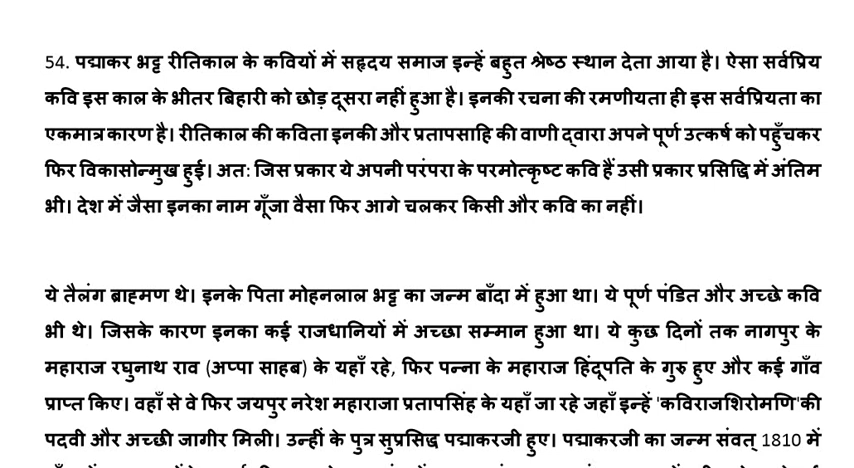 54. पद्माकर भट्ट रीतिकाल के कवियों में सहृदय समाज इन्हें बहुत श्रेष्ठ स्थान देता आया है। ऐसा सर्वप्रिय
कवि इस काल के भीतर बिहारी को छोड़ दूसरा नहीं हुआ है। इनकी रचना की रमणीयता ही इस सर्वप्रियता का
एकमात्र कारण है। रीतिकाल की कविता इनकी और प्रतापसाहि की वाणी द्वारा अपने पूर्ण उत्कर्ष को पहुँचकर
फिर विकासोन्मुख हुई। अतः जिस प्रकार ये अपनी परंपरा के परमोत्कृष्ट कवि हैं उसी प्रकार प्रसिद्धि में अंतिम
भी। देश में जैसा इनका नाम गूँजा वैसा फिर आगे चलकर किसी और कवि का नहीं।
ये तैलंग ब्राह्मण थे। इनके पिता मोहनलाल भट्ट का जन्म बाँदा में हुआ था। ये पूर्ण पंडित और अच्छे कवि
भी थे। जिसके कारण इनका कई राजधानियों में अच्छा सम्मान हुआ था। ये कुछ दिनों तक नागपुर के
महाराज रघुनाथ राव (अप्पा साहब) के यहाँ रहे, फिर पन्ना के महाराज हिंदूपति के गुरु हुए और कई गाँव
प्राप्त किए। वहाँ से वे फिर जयपुर नरेश महाराजा प्रतापसिंह के यहाँ जा रहे जहाँ इन्हें 'कविराजशिरोमणि'की
पदवी और अच्छी जागीर मिली। उन्हीं के पुत्र सुप्रसिद्ध पद्माकरजी हुए। पद्माकरजी का जन्म संवत् 1810 में